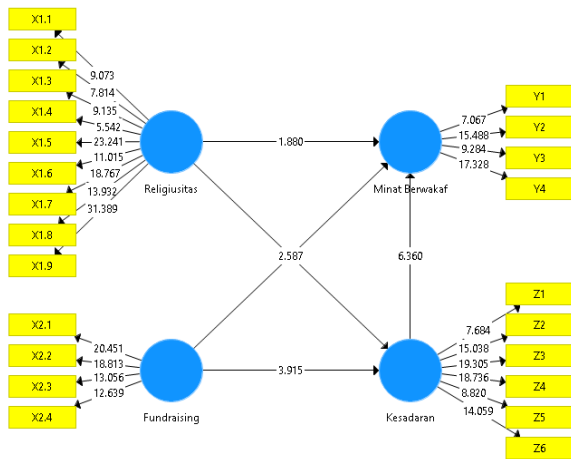 X1.1
X1.2
X1.3
X1.4
X1.5
X1.6
X1.7
X1.8
X1.9
9.073
7.814
9.135
5.542
23.241
11.015
18.767
13.932
31.389
Religiusitas
1.880
Minat Berwakaf
7.067
15.488
9.284
17.328
Y1
Y2
Y3
Y4
2.587
6.360
X2.1
X2.2
X2.3
X2.4
20.451
18.813
13.056
12.639
Fundraising
3.915
Kesadaran
7.684
15.038
19.305
18.736
8.820
14.059
Z1
Z2
Z3
Z4
Z5
Z6